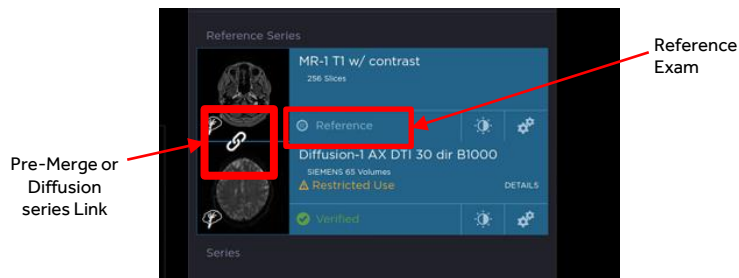 Reference Series
MR-1 T1 w/ contrast
256 Slices
Reference
Diffusion-1 AX DTI 30 dir B1000
SIEMENS 65 Volumes
Restricted Use
DETAILS
Verified
Series
Reference
Exam
Pre-Merge or
Diffusion
series Link